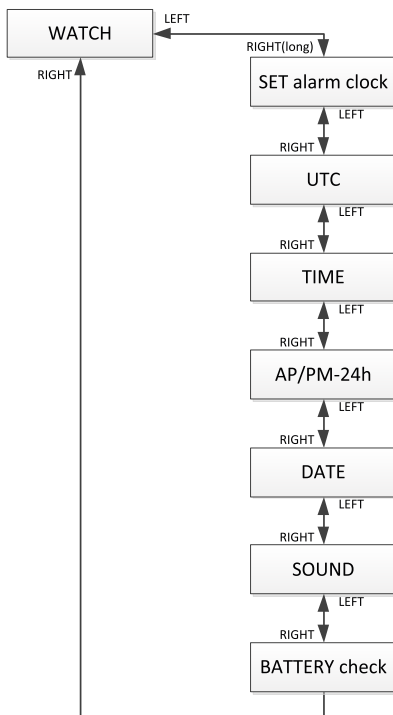 LEFT
WATCH
RIGHT(long)
RIGHT
SET alarm clock
LEFT
RIGHT
UTC
LEFT
RIGHT
TIME
LEFT
RIGHT
AP/PM-24h
LEFT
RIGHT
DATE
LEFT
RIGHT
SOUND
LEFT
RIGHT
BATTERY check